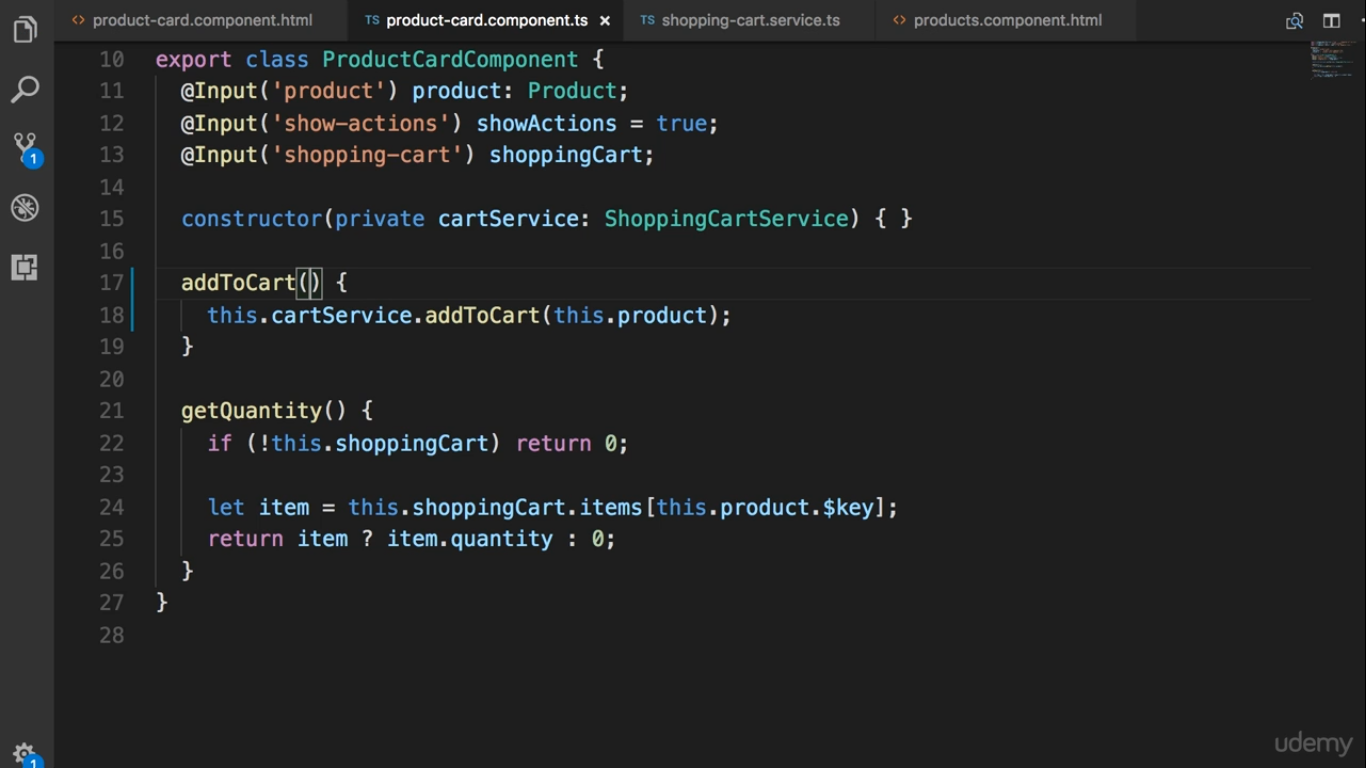 product-card.component.html
TS product-card.component.ts ×
TS shopping-cart.service.ts
products.component.html
10 export class ProductCardComponent {
11 @Input('product') product: Product;
12 @Input('show-actions') showActions = true;
13 @Input('shopping-cart') shoppingCart;
14
15 constructor(private cartService: ShoppingCartService) { }
16
17 addToCart() {
18 this.cartService.addToCart(this.product);
19 }
20
21 getQuantity() {
22 if (!this.shoppingCart) return 0;
23
24 let item = this.shoppingCart.items[this.product.$key];
25 return item ? item.quantity : 0;
26 }
27 }
28
1
1
udemy